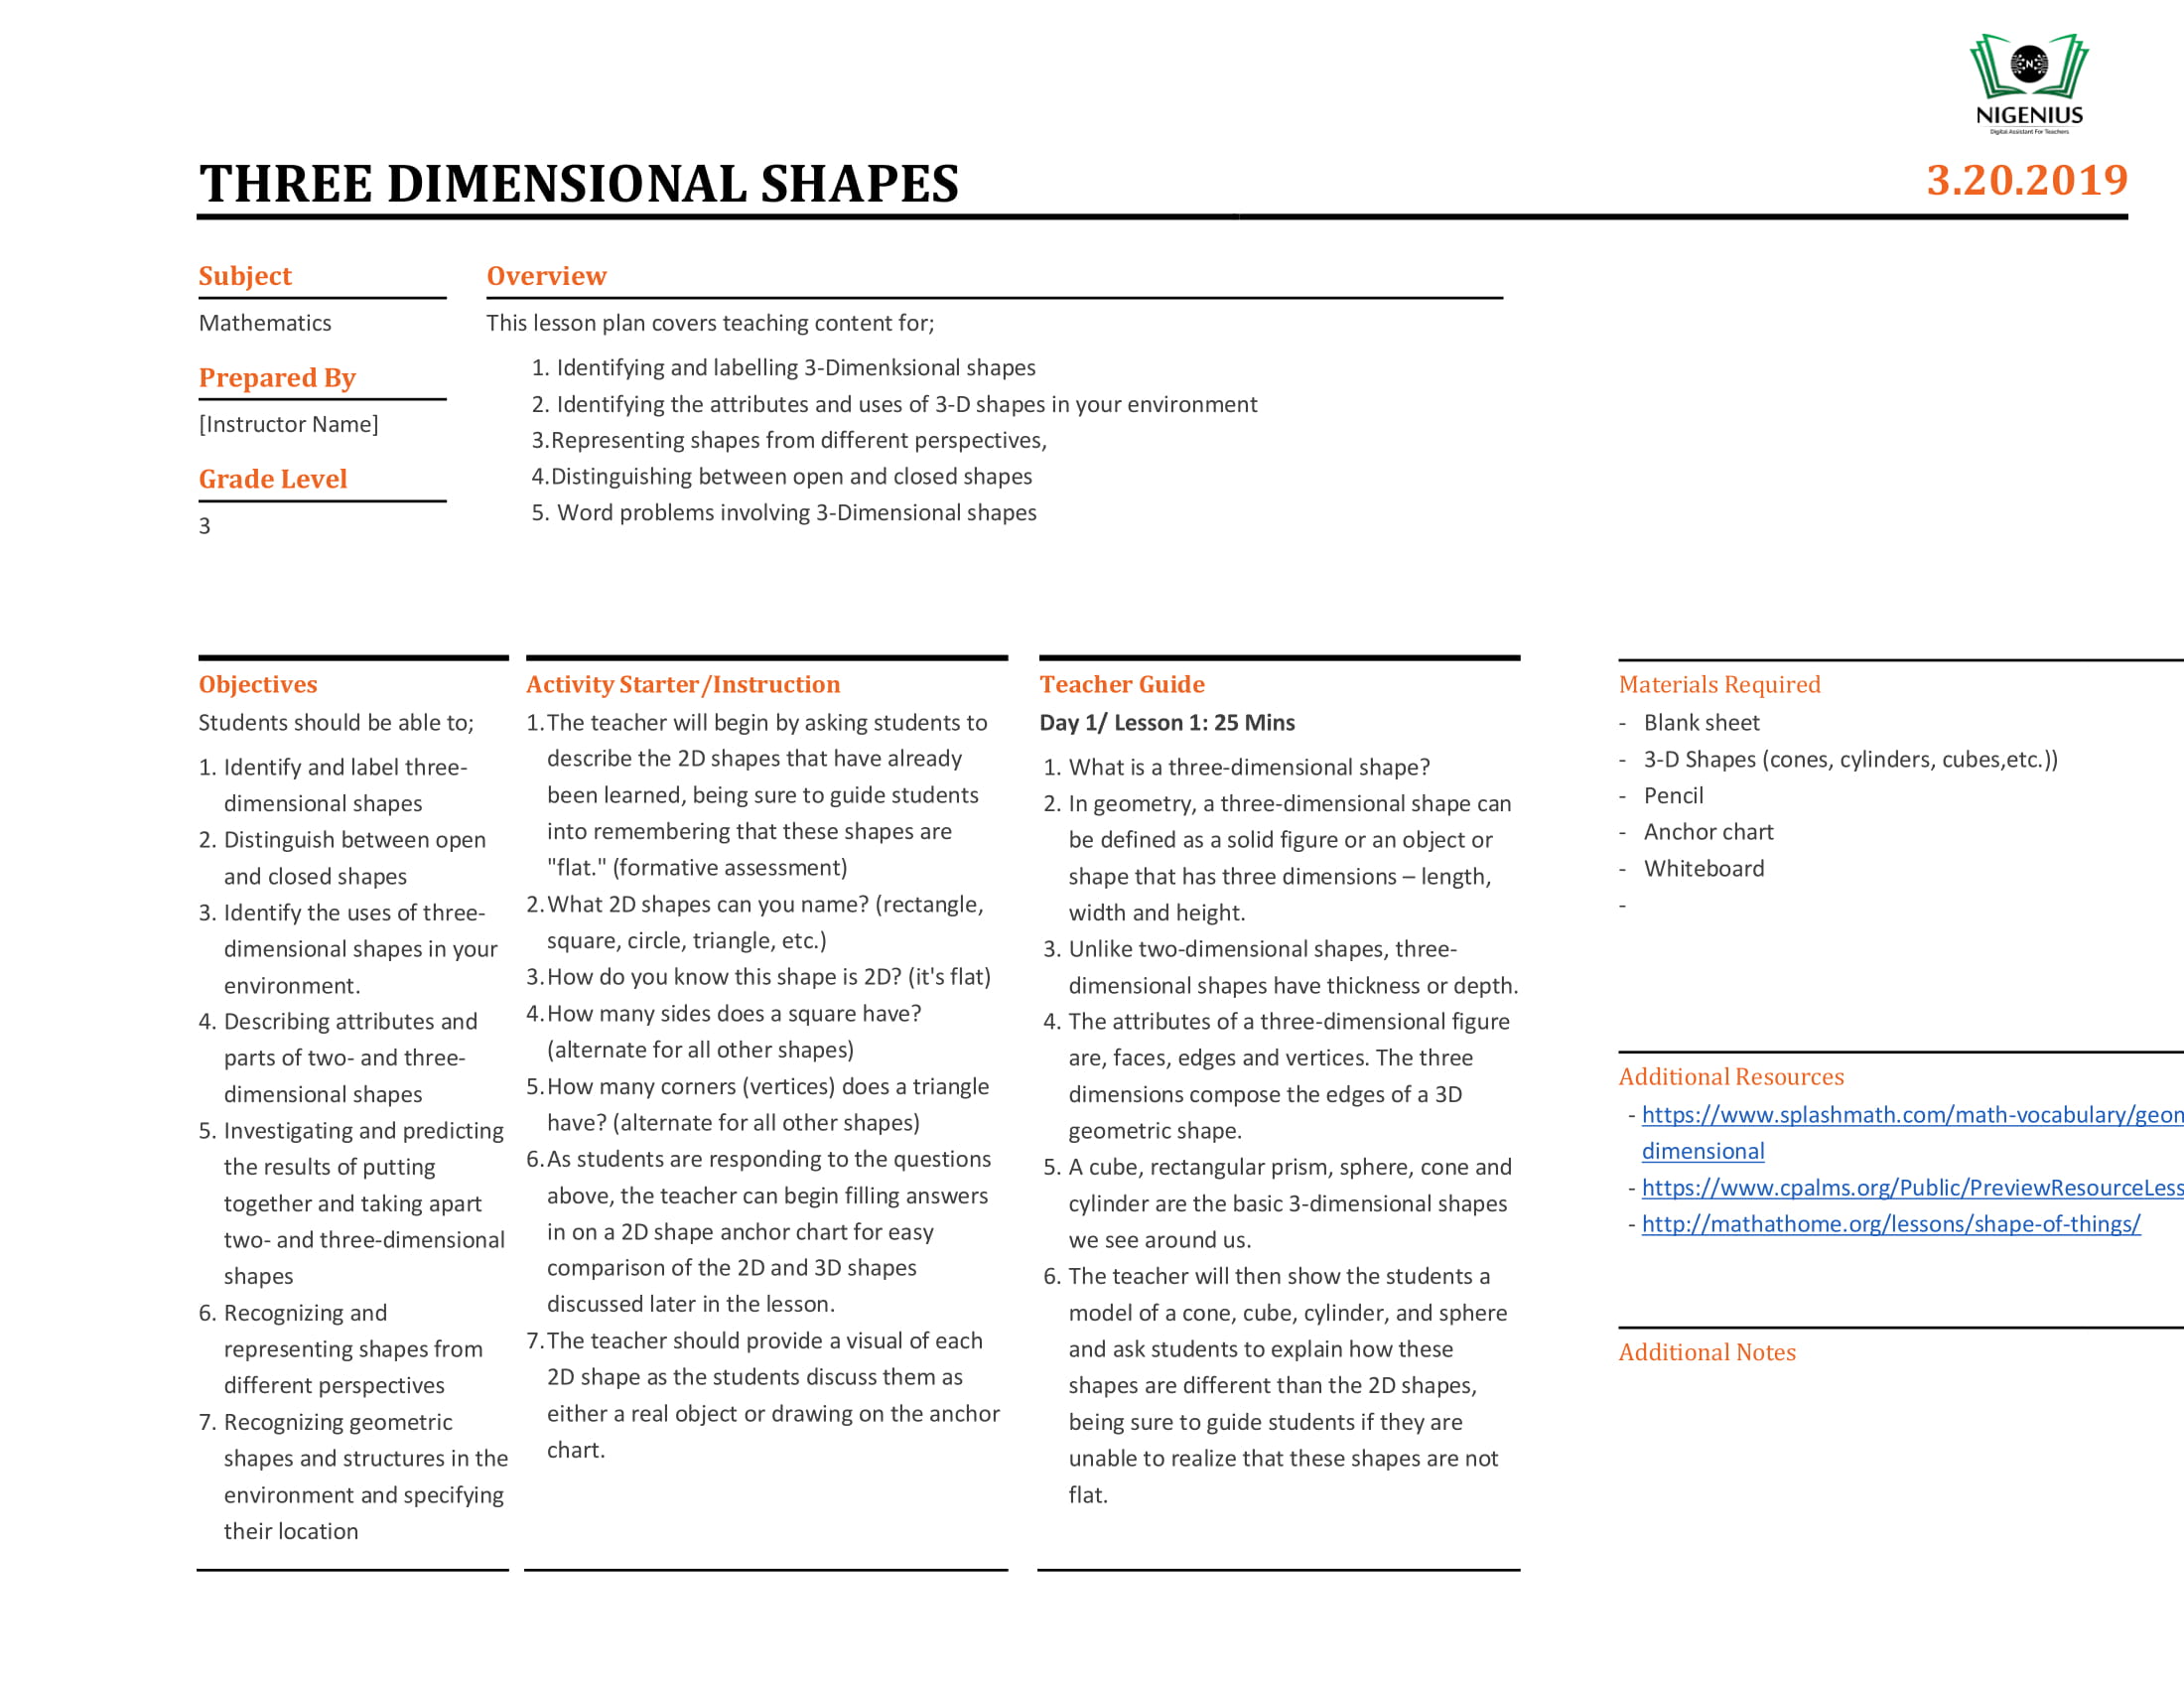 NIGENIUS
Digital Assistant For Teachers
THREE DIMENSIONAL SHAPES
3.20.2019
Subject
Mathematics
Prepared By
[Instructor Name]
Grade Level
3
Overview
This lesson plan covers teaching content for;
1. Identifying and labelling 3-Dimenksional shapes
2. Identifying the attributes and uses of 3-D shapes in your environment
3.Representing shapes from different perspectives,
4.Distinguishing between open and closed shapes
5. Word problems involving 3-Dimensional shapes
Objectives
Students should be able to;
1. Identify and label three-
dimensional shapes
2. Distinguish between open
and closed shapes
3. Identify the uses of three-
dimensional shapes in your
environment.
4. Describing attributes and
parts of two- and three-
dimensional shapes
5. Investigating and predicting
the results of putting
together and taking apart
two- and three-dimensional
shapes
6. Recognizing and
representing shapes from
different perspectives
7. Recognizing geometric
shapes and structures in the
environment and specifying
their location
Activity Starter/Instruction
1.The teacher will begin by asking students to
describe the 2D shapes that have already
been learned, being sure to guide students
into remembering that these shapes are
"flat." (formative assessment)
2.What 2D shapes can you name? (rectangle,
square, circle, triangle, etc.)
3.How do you know this shape is 2D? (it's flat)
4.How many sides does a square have?
(alternate for all other shapes)
5.How many corners (vertices) does a triangle
have? (alternate for all other shapes)
6.As students are responding to the questions
above, the teacher can begin filling answers
in on a 2D shape anchor chart for easy
comparison of the 2D and 3D shapes
discussed later in the lesson.
7.The teacher should provide a visual of each
2D shape as the students discuss them as
either a real object or drawing on the anchor
chart.
Teacher Guide
Day 1/ Lesson 1: 25 Mins
1. What is a three-dimensional shape?
2. In geometry, a three-dimensional shape can
be defined as a solid figure or an object or
shape that has three dimensions – length,
width and height.
3. Unlike two-dimensional shapes, three-
dimensional shapes have thickness or depth.
4. The attributes of a three-dimensional figure
are, faces, edges and vertices. The three
dimensions compose the edges of a 3D
geometric shape.
5. A cube, rectangular prism, sphere, cone and
cylinder are the basic 3-dimensional shapes
we see around us.
6. The teacher will then show the students a
model of a cone, cube, cylinder, and sphere
and ask students to explain how these
shapes are different than the 2D shapes,
being sure to guide students if they are
unable to realize that these shapes are not
flat.
Materials Required
- Blank sheet
- 3-D Shapes (cones, cylinders, cubes,etc.))
- Pencil
- Anchor chart
- Whiteboard
-
Additional Resources
- https://www.splashmath.com/math-vocabulary/geom
dimensional
- https://www.cpalms.org/Public/PreviewResourceLess
- http://mathathome.org/lessons/shape-of-things/
Additional Notes